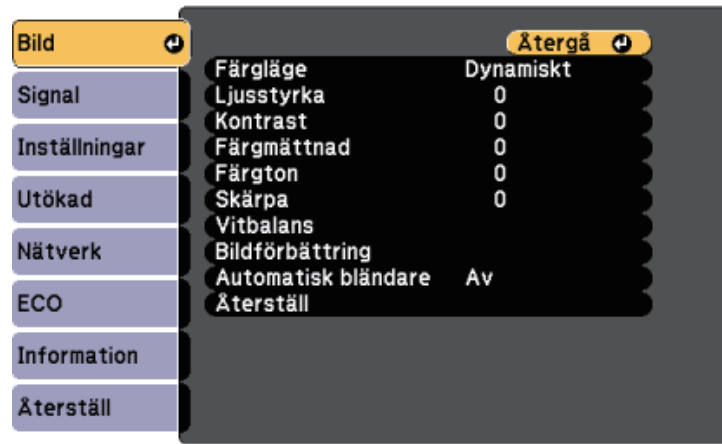 Bild
Signal
Inställningar
Utökad
Nätverk
ECO
Information
Återställ
Återgå
Färgläge Dynamiskt
Ljusstyrka 0
Kontrast 0
Färgmättnad 0
Färgton 0
Skärpa 0
Vitbalans
Bildförbättring
Automatisk bländare Av
Återställ